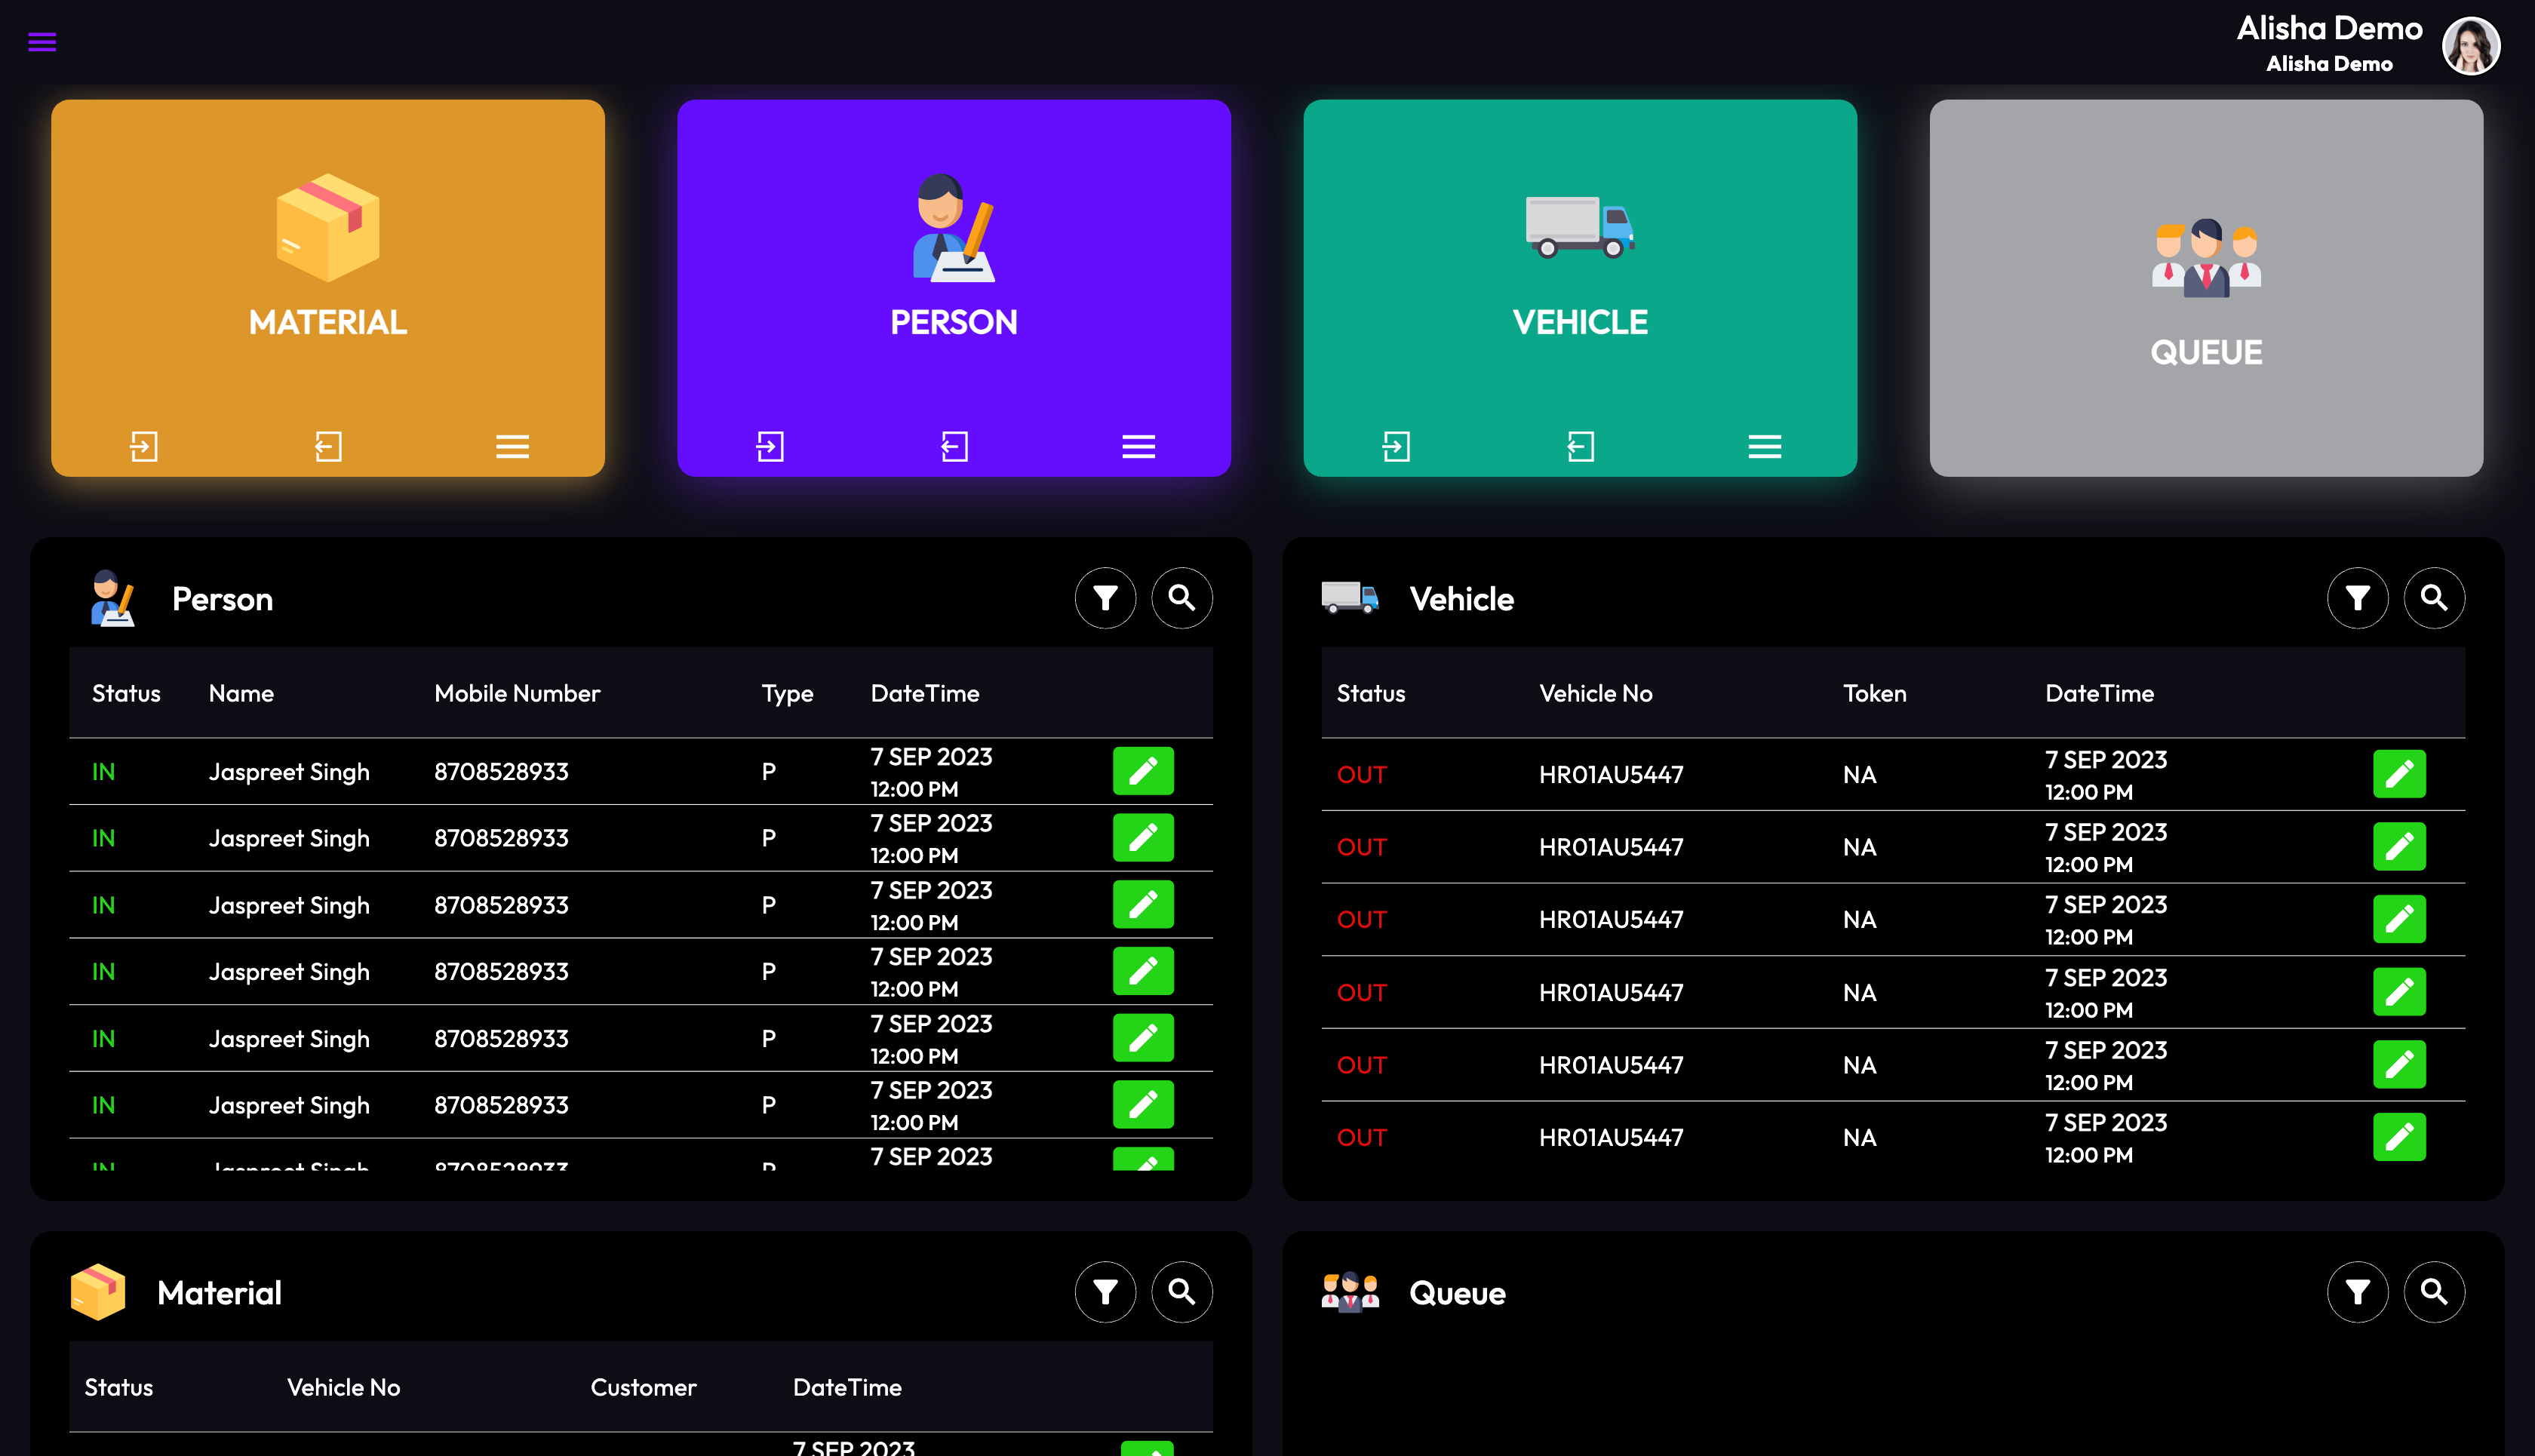 Alisha Demo
Alisha Demo
MATERIAL
PERSON
VEHICLE
QUEUE
Person
Status Name Mobile Number Type DateTime
IN Jaspreet Singh 8708528933 P 7 SEP 2023
12:00 PM
IN Jaspreet Singh 8708528933 P 7 SEP 2023
12:00 PM
IN Jaspreet Singh 8708528933 P 7 SEP 2023
12:00 PM
IN Jaspreet Singh 8708528933 P 7 SEP 2023
12:00 PM
IN Jaspreet Singh 8708528933 P 7 SEP 2023
12:00 PM
IN Jaspreet Singh 8708528933 P 7 SEP 2023
12:00 PM
IN Jaspreet Singh 8708528933 P 7 SEP 2023
Vehicle
Status Vehicle No Token DateTime
OUT HR01AU5447 NA 7 SEP 2023
12:00 PM
OUT HR01AU5447 NA 7 SEP 2023
12:00 PM
OUT HR01AU5447 NA 7 SEP 2023
12:00 PM
OUT HR01AU5447 NA 7 SEP 2023
12:00 PM
OUT HR01AU5447 NA 7 SEP 2023
12:00 PM
OUT HR01AU5447 NA 7 SEP 2023
12:00 PM
Material
Status Vehicle No Customer DateTime
7 SEP 2023
Queue